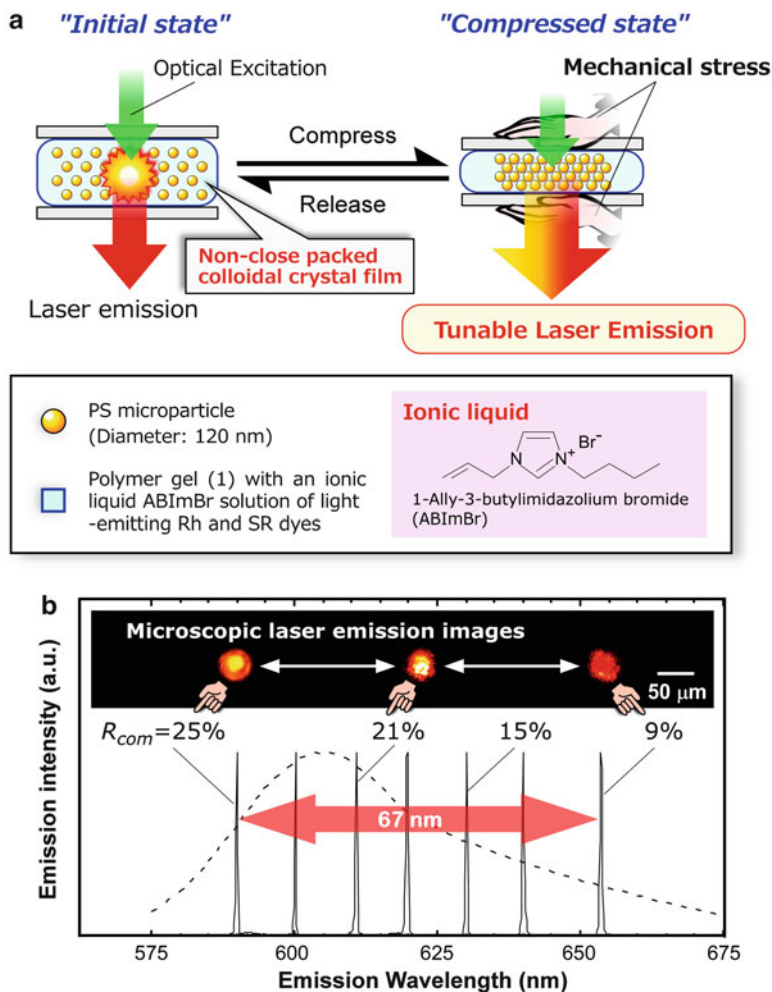 a
"Initial state"
"Compressed state"
Optical Excitation
Mechanical stress
Compress
Release
Non-close packed
colloidal crystal film
Laser emission
Tunable Laser Emission
PS microparticle
(Diameter: 120 nm)
Polymer gel (1) with an ionic
liquid ABImBr solution of light
-emitting Rh and SR dyes
Ionic liquid
Br⁻
N
N⁺
1-Ally-3-butylimidazolium bromide
(ABImBr)
b
Microscopic laser emission images
50 μm
R_com=25%
21%
15%
9%
67 nm
Emission intensity (a.u.)
575
600
625
650
675
Emission Wavelength (nm)